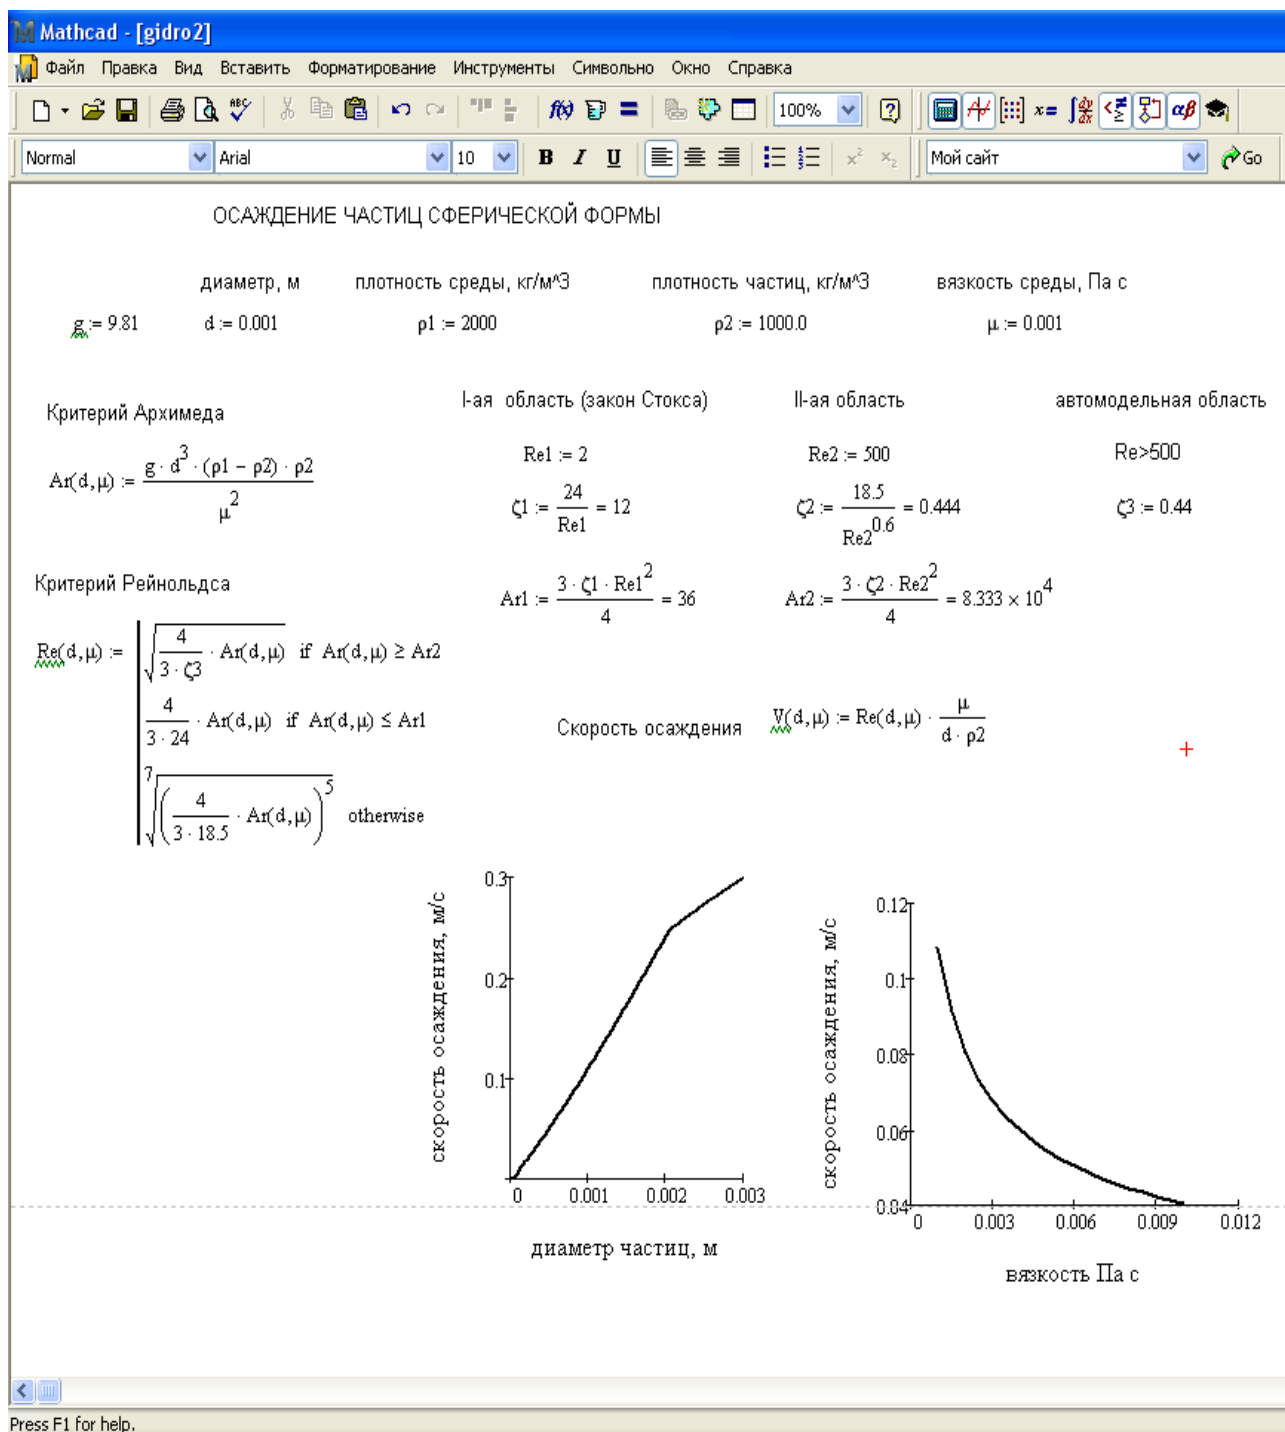 Mathcad - [gidro2]
Файл Правка Вид Вставить Форматирование Инструменты Символьно Окно Справка
100%
Normal Arial 10 B I U Мой сайт Go
ОСАЖДЕНИЕ ЧАСТИЦ СФЕРИЧЕСКОЙ ФОРМЫ
диаметр, м плотность среды, кг/м^3 плотность частиц, кг/м^3 вязкость среды, Па с
g := 9.81 d := 0.001 ρ1 := 2000 ρ2 := 1000.0 μ := 0.001
Критерий Архимеда I-ая область (закон Стокса) II-ая область автомодельная область
Re1 := 2 Re2 := 500 Re>500
Ar(d,μ) := (g · d^3 · (ρ1 − ρ2) · ρ2) / μ^2
ζ1 := 24 / Re1 = 12 ζ2 := 18.5 / Re2^0.6 = 0.444 ζ3 := 0.44
Критерий Рейнольдса
Ar1 := (3 · ζ1 · Re1^2) / 4 = 36 Ar2 := (3 · ζ2 · Re2^2) / 4 = 8.333 × 10^4
Re(d,μ) := √(4 / (3 · ζ3) · Ar(d,μ)) if Ar(d,μ) ≥ Ar2
4 / (3 · 24) · Ar(d,μ) if Ar(d,μ) ≤ Ar1
Скорость осаждения V(d,μ) := Re(d,μ) · μ / (d · ρ2)
7√((4 / (3 · 18.5) · Ar(d,μ))^5) otherwise
скорость осаждения, м/с
0.3
0.2
0.1
0 0.001 0.002 0.003
диаметр частиц, м
скорость осаждения, м/с
0.12
0.1
0.08
0.06
0.04
0 0.003 0.006 0.009 0.012
вязкость Па с
Press F1 for help.